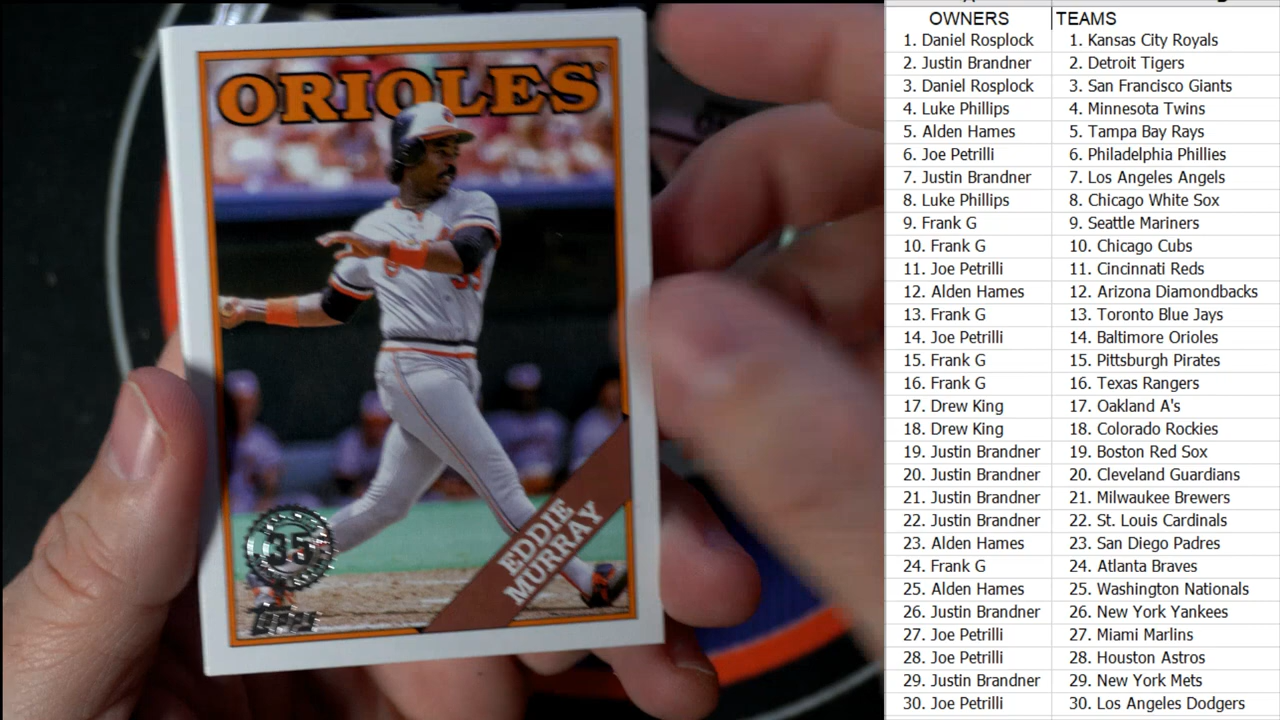 ORIOLES
35
EDDIE
MURRAY
OWNERS
1. Daniel Rosplock
2. Justin Brandner
3. Daniel Rosplock
4. Luke Phillips
5. Alden Hames
6. Joe Petrilli
7. Justin Brandner
8. Luke Phillips
9. Frank G
10. Frank G
11. Joe Petrilli
12. Alden Hames
13. Frank G
14. Joe Petrilli
15. Frank G
16. Frank G
17. Drew King
18. Drew King
19. Justin Brandner
20. Justin Brandner
21. Justin Brandner
22. Justin Brandner
23. Alden Hames
24. Frank G
25. Alden Hames
26. Justin Brandner
27. Joe Petrilli
28. Joe Petrilli
29. Justin Brandner
30. Joe Petrilli
TEAMS
1. Kansas City Royals
2. Detroit Tigers
3. San Francisco Giants
4. Minnesota Twins
5. Tampa Bay Rays
6. Philadelphia Phillies
7. Los Angeles Angels
8. Chicago White Sox
9. Seattle Mariners
10. Chicago Cubs
11. Cincinnati Reds
12. Arizona Diamondbacks
13. Toronto Blue Jays
14. Baltimore Orioles
15. Pittsburgh Pirates
16. Texas Rangers
17. Oakland A's
18. Colorado Rockies
19. Boston Red Sox
20. Cleveland Guardians
21. Milwaukee Brewers
22. St. Louis Cardinals
23. San Diego Padres
24. Atlanta Braves
25. Washington Nationals
26. New York Yankees
27. Miami Marlins
28. Houston Astros
29. New York Mets
30. Los Angeles Dodgers